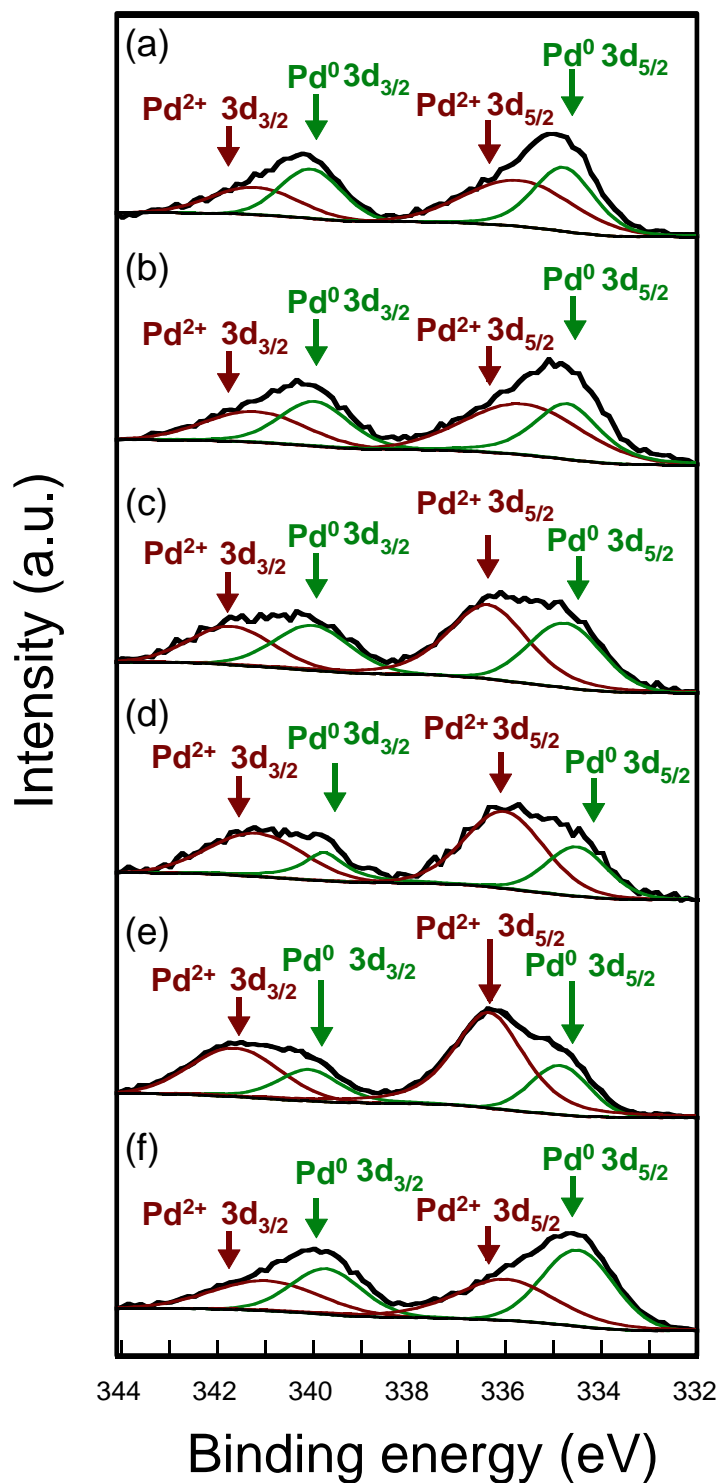 (a)
Pd⁰ 3d₃/₂
Pd⁰ 3d₅/₂
Pd²⁺ 3d₃/₂
Pd²⁺ 3d₅/₂
(b)
Pd⁰ 3d₃/₂
Pd⁰ 3d₅/₂
Pd²⁺ 3d₃/₂
Pd²⁺ 3d₅/₂
(c)
Pd²⁺ 3d₅/₂
Pd⁰ 3d₃/₂
Pd⁰ 3d₅/₂
Pd²⁺ 3d₃/₂
(d)
Pd²⁺ 3d₅/₂
Pd⁰ 3d₃/₂
Pd²⁺ 3d₃/₂
Pd⁰ 3d₅/₂
(e)
Pd²⁺ 3d₅/₂
Pd⁰ 3d₃/₂
Pd⁰ 3d₅/₂
Pd²⁺ 3d₃/₂
(f)
Pd⁰ 3d₃/₂
Pd⁰ 3d₅/₂
Pd²⁺ 3d₃/₂
Pd²⁺ 3d₅/₂
Intensity (a.u.)
344 342 340 338 336 334 332
Binding energy (eV)